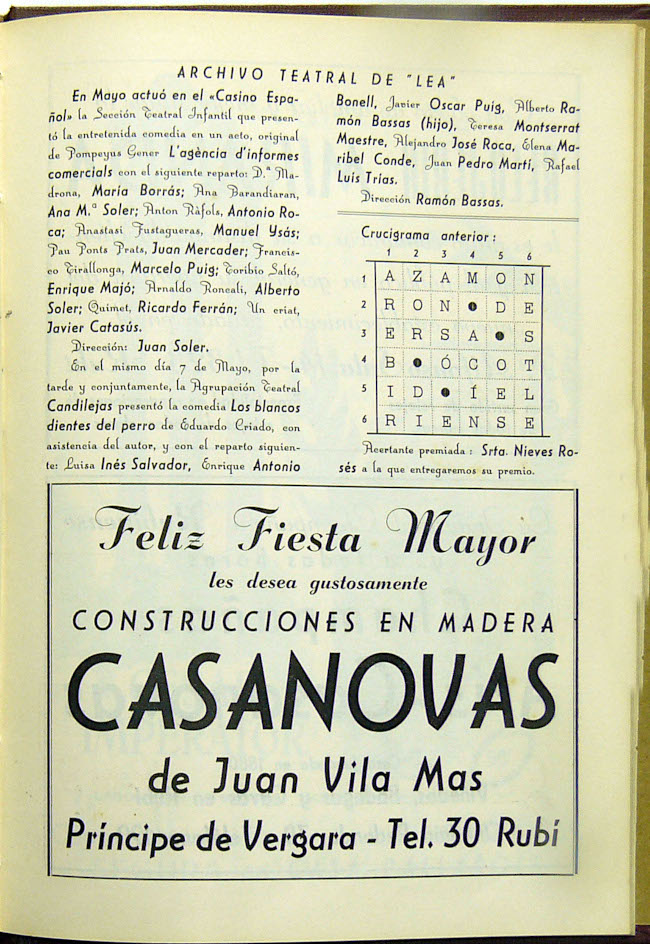 ARCHIVO TEATRAL DE "LEA"
En Mayo actuó en el «Casino Espa-
ñol» la Sección Teatral Infantil que presen-
tó la entretenida comedia en un acto, original
de Pompeyus Gener L'agència d'informes
comercials con el siguiente reparto: D.ª Ma-
drona, María Borrás; Ana Barandiaran,
Ana M.ª Soler; Anton Ràfols, Antonio Ro-
ca; Anastasi Fustagueras, Manuel Ysás;
Pau Ponts Prats, Juan Mercader; Francis-
co Tirallonga, Marcelo Puig; Toribio Saltó,
Enrique Majó; Arnaldo Roncali, Alberto
Soler; Quimet, Ricardo Ferrán; Un criat,
Javier Catasús.
Dirección: Juan Soler.
En el mismo día 7 de Mayo, por la
tarde y conjuntamente, la Agrupación Teatral
Candilejas presentó la comedia Los blancos
dientes del perro de Eduardo Criado, con
asistencia del autor, y con el reparto siguien-
te: Luisa Inés Salvador, Enrique Antonio
Bonell, Javier Oscar Puig, Alberto Ra-
món Bassas (hijo), Teresa Montserrat
Maestre, Alejandro José Roca, Elena Ma-
ribel Conde, Juan Pedro Martí, Rafael
Luis Trias.
Dirección Ramón Bassas.
Crucigrama anterior:
1 2 3 4 5 6
A Z A M O N
2 R O N ● D E
3 E R S A ● S
4 B ● Ó C O T
5 I D ● Í E L
6 R I E N S E
Acertante premiada: Srta. Nieves Ro-
sés a la que entregaremos su premio.
Feliz Fiesta Mayor
les desea gustosamente
CONSTRUCCIONES EN MADERA
CASANOVAS
de Juan Vila Mas
Príncipe de Vergara - Tel. 30 Rubí